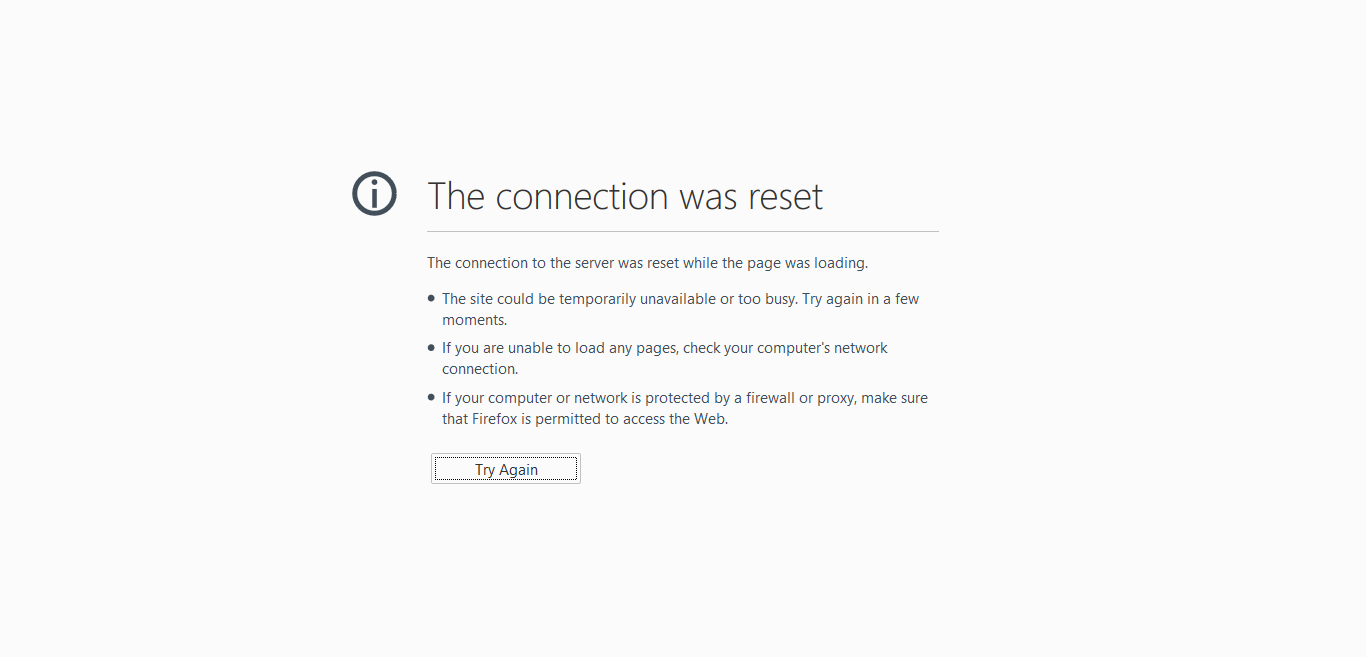 The connection was reset
The connection to the server was reset while the page was loading.
The site could be temporarily unavailable or too busy. Try again in a few
moments.
If you are unable to load any pages, check your computer's network
connection.
If your computer or network is protected by a firewall or proxy, make sure
that Firefox is permitted to access the Web.
Try Again